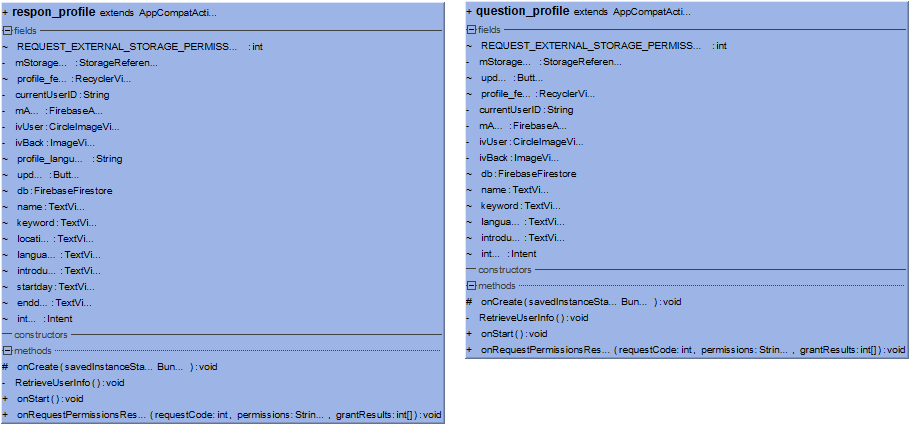 + respon_profile extends AppCompatActi...
fields
~ REQUEST_EXTERNAL_STORAGE_PERMISS... : int
- mStorage... : StorageReferen...
~ profile_fe... : RecyclerVi...
- currentUserID : String
- mA... : FirebaseA...
- ivUser : CircleImageVi...
- ivBack : ImageVi...
~ profile_langu... : String
~ upd... : Butt...
~ db : FirebaseFirestore
~ name : TextVi...
~ keyword : TextVi...
~ locati... : TextVi...
~ langua... : TextVi...
~ introdu... : TextVi...
~ startday : TextVi...
~ endd... : TextVi...
~ int... : Intent
constructors
methods
# onCreate ( savedInstanceSta... Bun... ) : void
- RetrieveUserInfo ( ) : void
+ onStart ( ) : void
+ onRequestPermissionsRes... ( requestCode: int, permissions: Strin... , grantResults: int[] ) : void
+ question_profile extends AppCompatActi...
fields
~ REQUEST_EXTERNAL_STORAGE_PERMISS... : int
- mStorage... : StorageReferen...
~ upd... : Butt...
~ profile_fe... : RecyclerVi...
- currentUserID : String
- mA... : FirebaseA...
- ivUser : CircleImageVi...
- ivBack : ImageVi...
~ db : FirebaseFirestore
~ name : TextVi...
~ keyword : TextVi...
~ langua... : TextVi...
~ introdu... : TextVi...
~ int... : Intent
constructors
methods
# onCreate ( savedInstanceSta... Bun... ) : void
- RetrieveUserInfo ( ) : void
+ onStart ( ) : void
+ onRequestPermissionsRes... ( requestCode: int, permissions: Strin... , grantResults: int[] ) : void